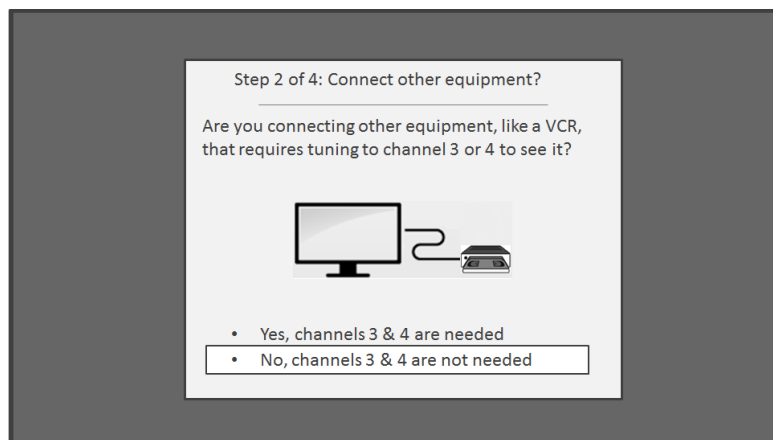 Step 2 of 4: Connect other equipment?
Are you connecting other equipment, like a VCR,
that requires tuning to channel 3 or 4 to see it?
• Yes, channels 3 & 4 are needed
• No, channels 3 & 4 are not needed